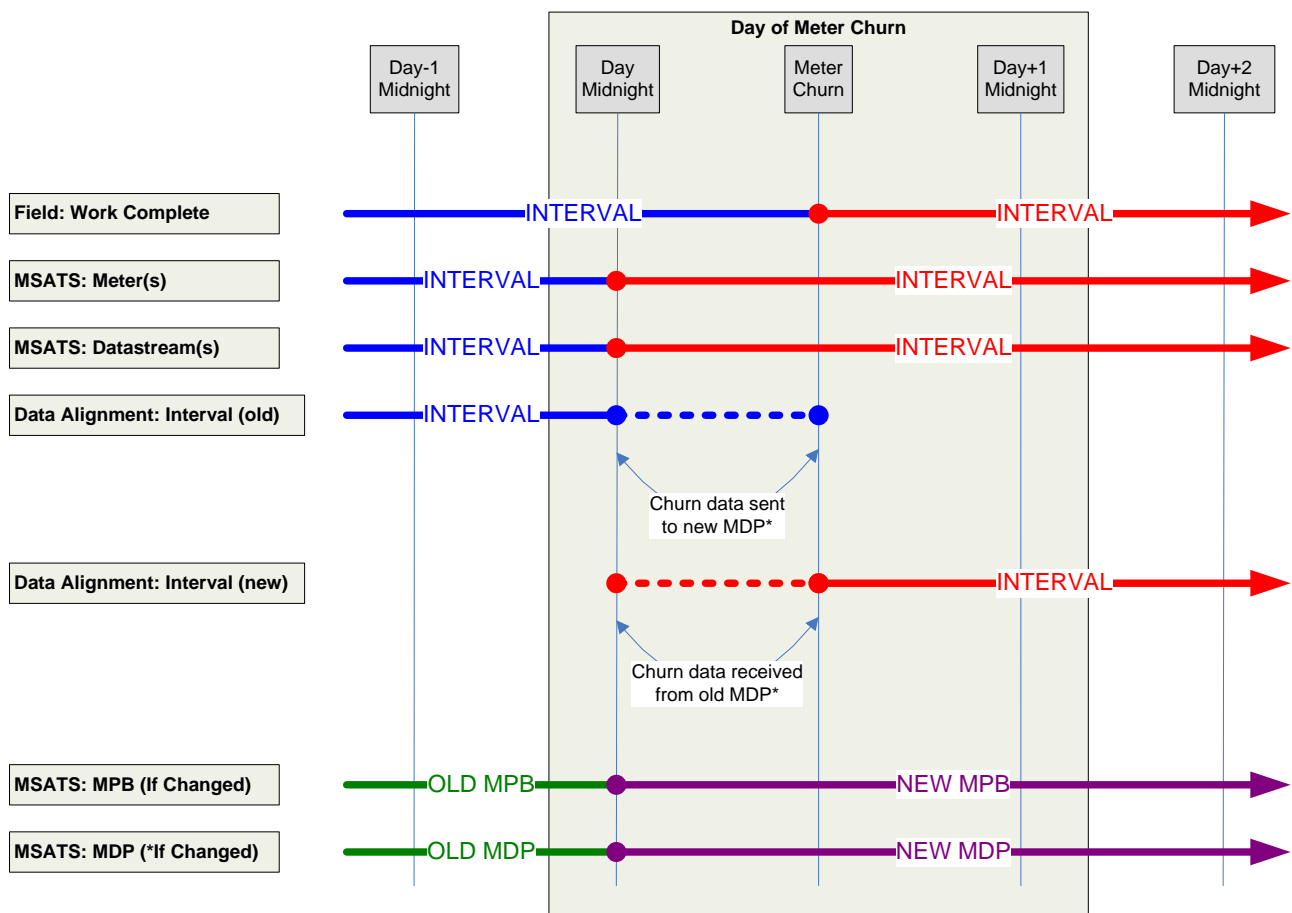 Day of Meter Churn
Day-1
Midnight
Day
Midnight
Meter
Churn
Day+1
Midnight
Day+2
Midnight
Field: Work Complete
INTERVAL
INTERVAL
MSATS: Meter(s)
INTERVAL
INTERVAL
MSATS: Datastream(s)
INTERVAL
INTERVAL
Data Alignment: Interval (old)
INTERVAL
Churn data sent
to new MDP*
Data Alignment: Interval (new)
INTERVAL
Churn data received
from old MDP*
MSATS: MPB (If Changed)
OLD MPB
NEW MPB
MSATS: MDP (*If Changed)
OLD MDP
NEW MDP